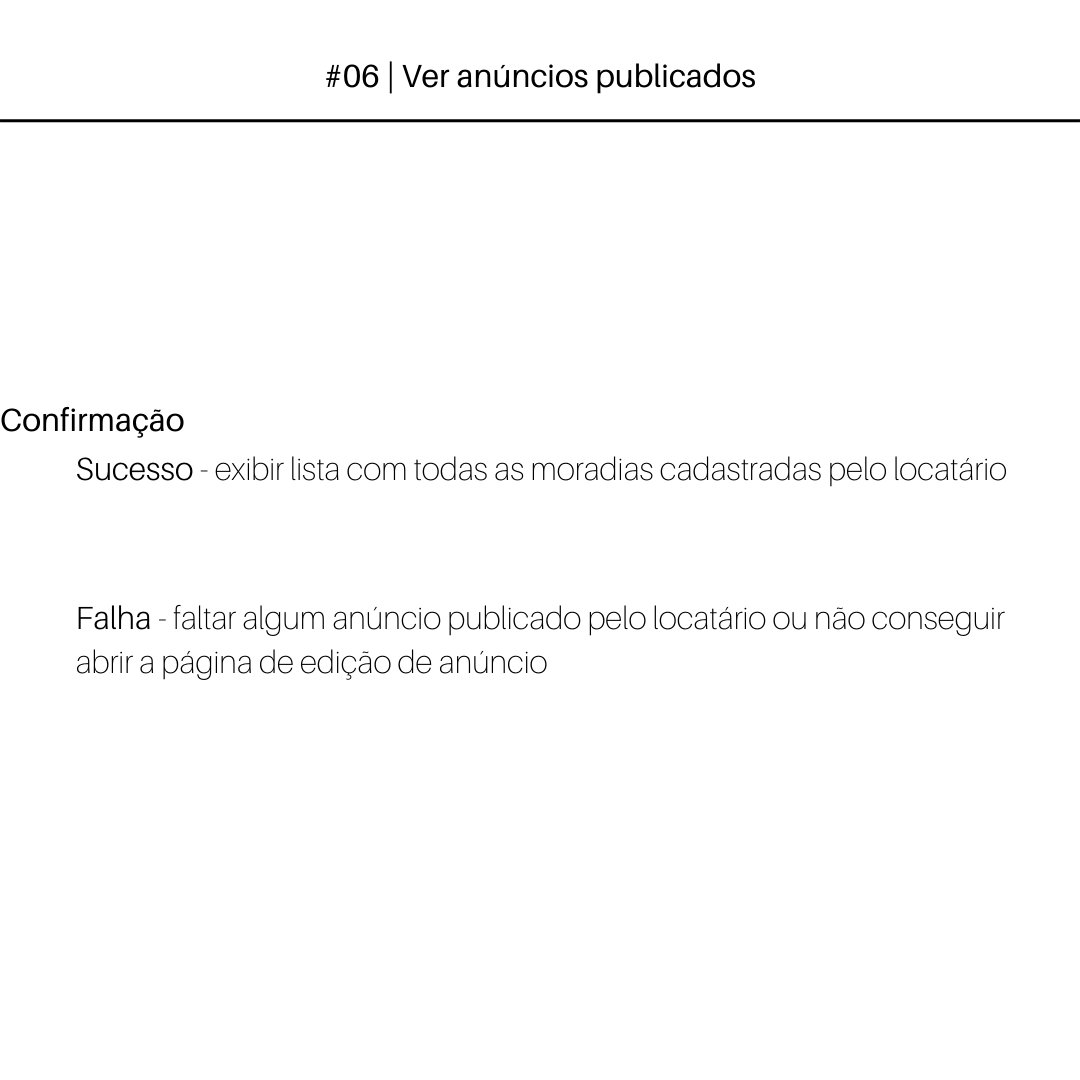 #06 | Ver anúncios publicados
Confirmação
Sucesso - exibir lista com todas as moradias cadastradas pelo locatário
Falha - faltar algum anúncio publicado pelo locatário ou não conseguir
abrir a página de edição de anúncio